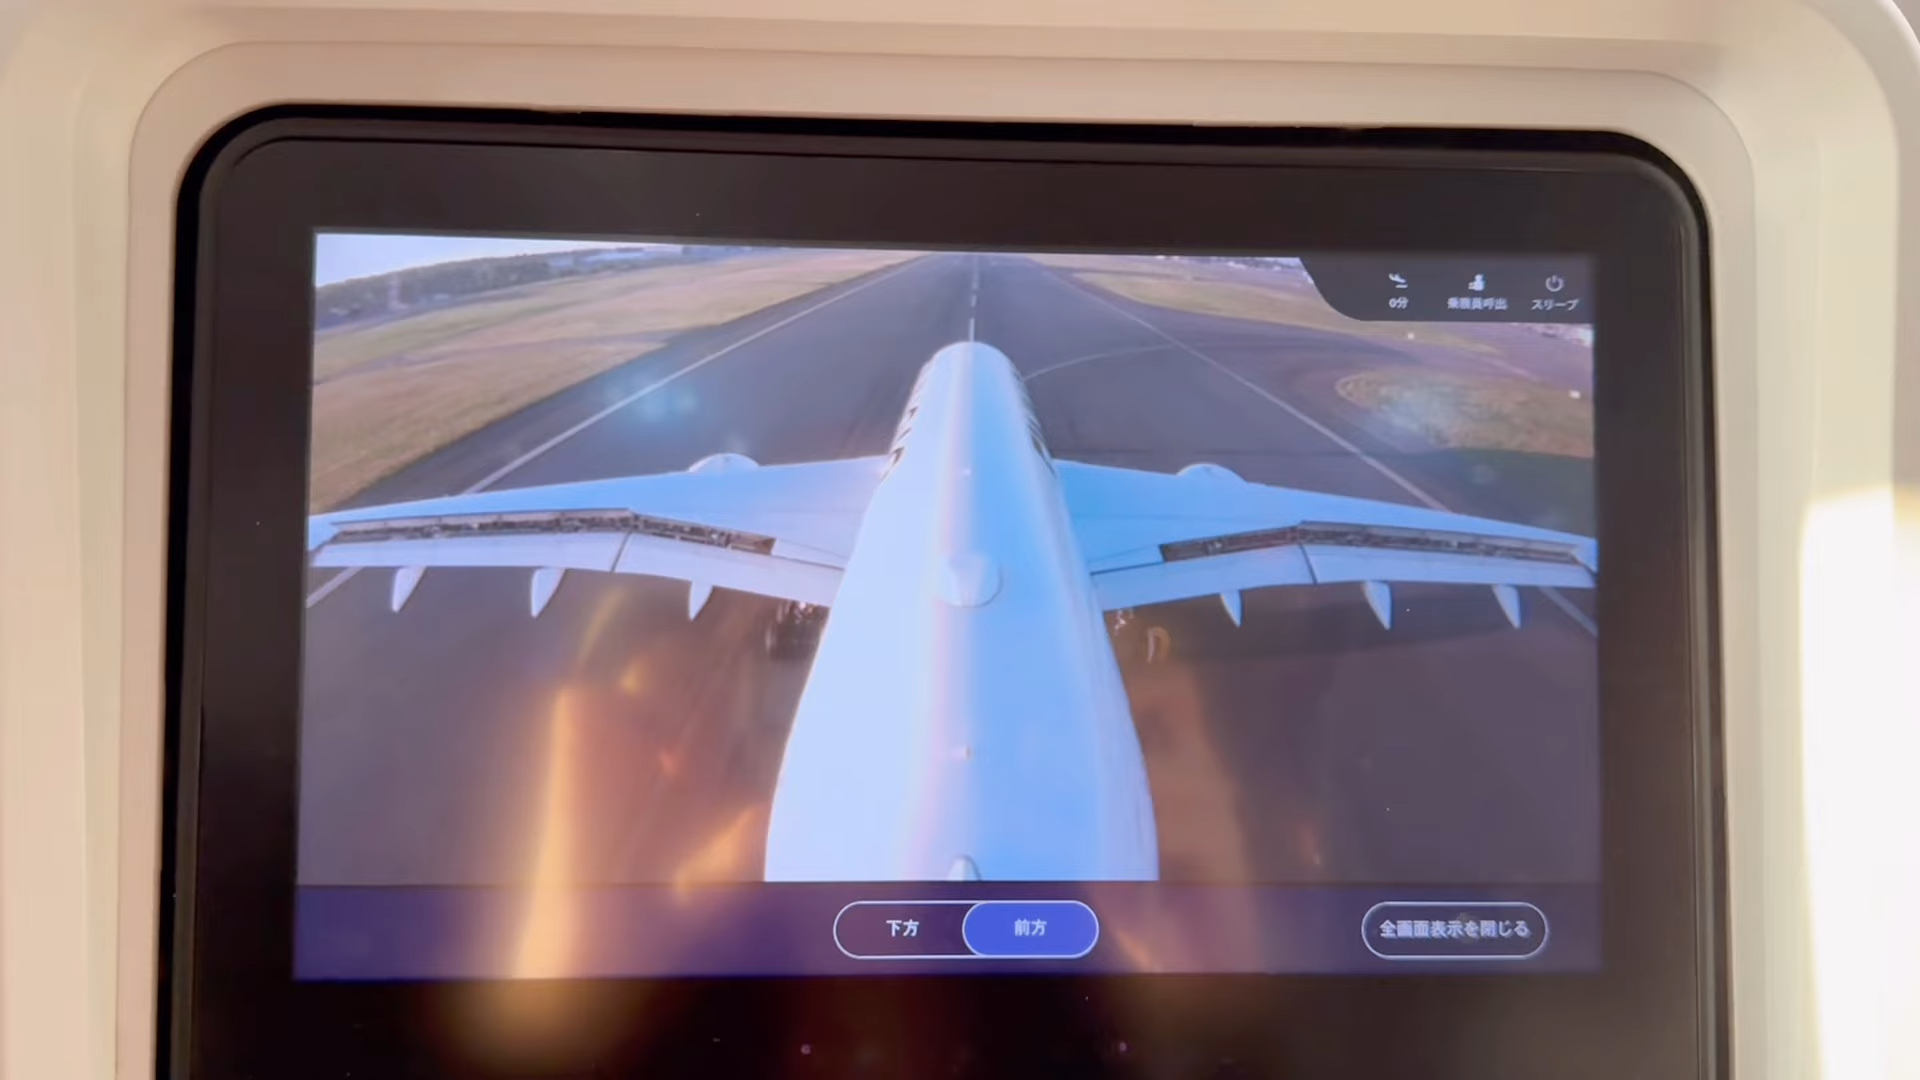 0分
乗務員呼出
スリープ
下方
前方
全画面表示を閉じる